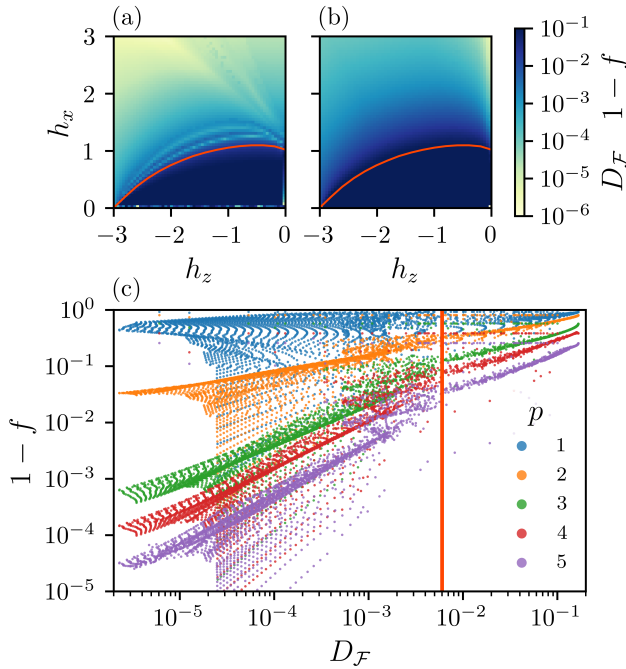 (a) (b)
3 2 1 0
h_x
−3 −2 −1 0
h_z
−3 −2 −1 0
h_z
10^{-1} 10^{-2} 10^{-3} 10^{-4} 10^{-5} 10^{-6}
D_ℱ 1 − f
(c)
10^0 10^{-1} 10^{-2} 10^{-3} 10^{-4} 10^{-5}
1 − f
p
1
2
3
4
5
10^{-5} 10^{-4} 10^{-3} 10^{-2} 10^{-1}
D_ℱ